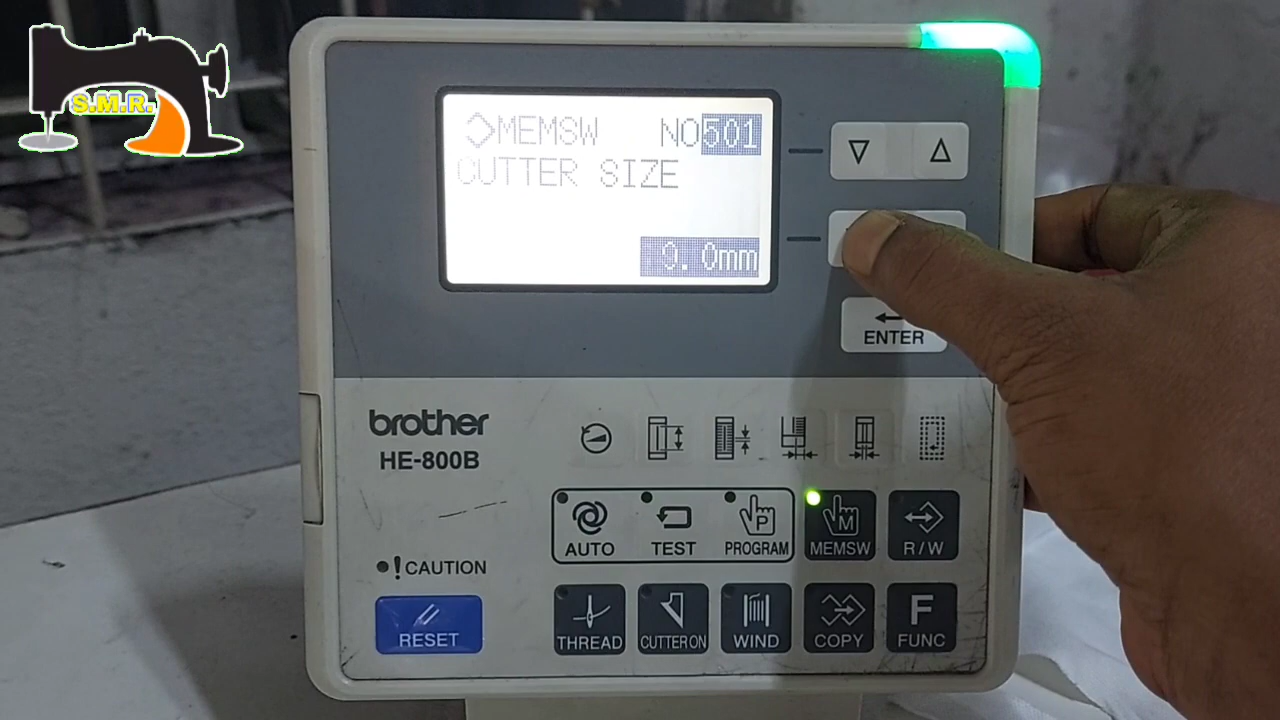 S.M.R.
MEMSW NO501
CUTTER SIZE
9.0mm
ENTER
brother
HE-800B
AUTO TEST PROGRAM MEMSW R/W
!CAUTION
RESET THREAD CUTTER ON WIND COPY F FUNC